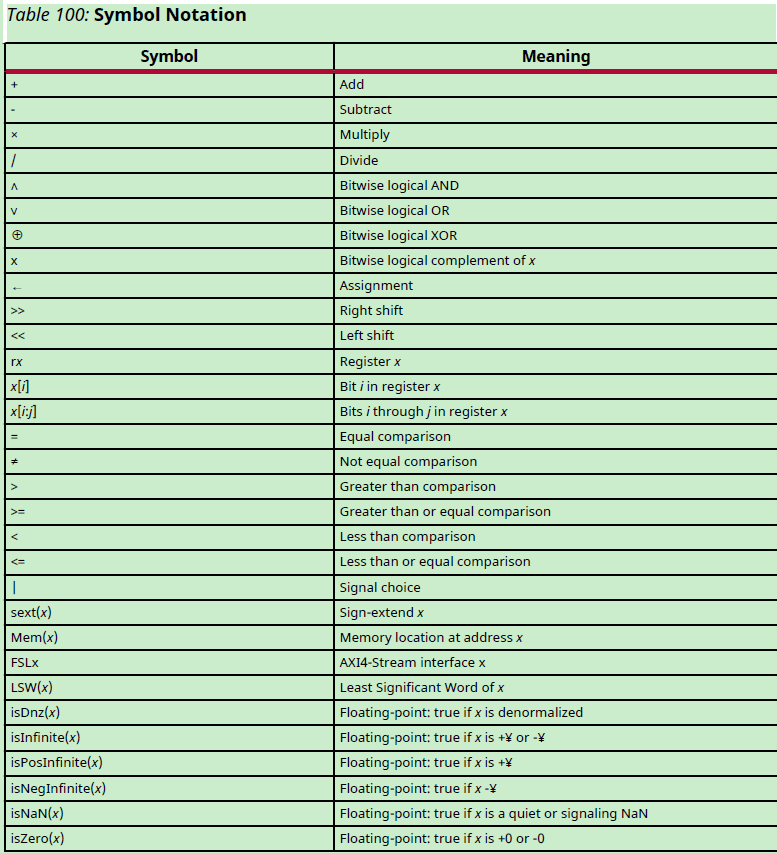 Table 100: Symbol Notation
Symbol Meaning
+ Add
- Subtract
× Multiply
/ Divide
∧ Bitwise logical AND
∨ Bitwise logical OR
⊕ Bitwise logical XOR
x Bitwise logical complement of x
← Assignment
>> Right shift
<< Left shift
rx Register x
x[i] Bit i in register x
x[i:j] Bits i through j in register x
= Equal comparison
≠ Not equal comparison
> Greater than comparison
>= Greater than or equal comparison
< Less than comparison
<= Less than or equal comparison
| Signal choice
sext(x) Sign-extend x
Mem(x) Memory location at address x
FSLx AXI4-Stream interface x
LSW(x) Least Significant Word of x
isDnz(x) Floating-point: true if x is denormalized
isInfinite(x) Floating-point: true if x is +¥ or -¥
isPosInfinite(x) Floating-point: true if x is +¥
isNegInfinite(x) Floating-point: true if x -¥
isNaN(x) Floating-point: true if x is a quiet or signaling NaN
isZero(x) Floating-point: true if x is +0 or -0